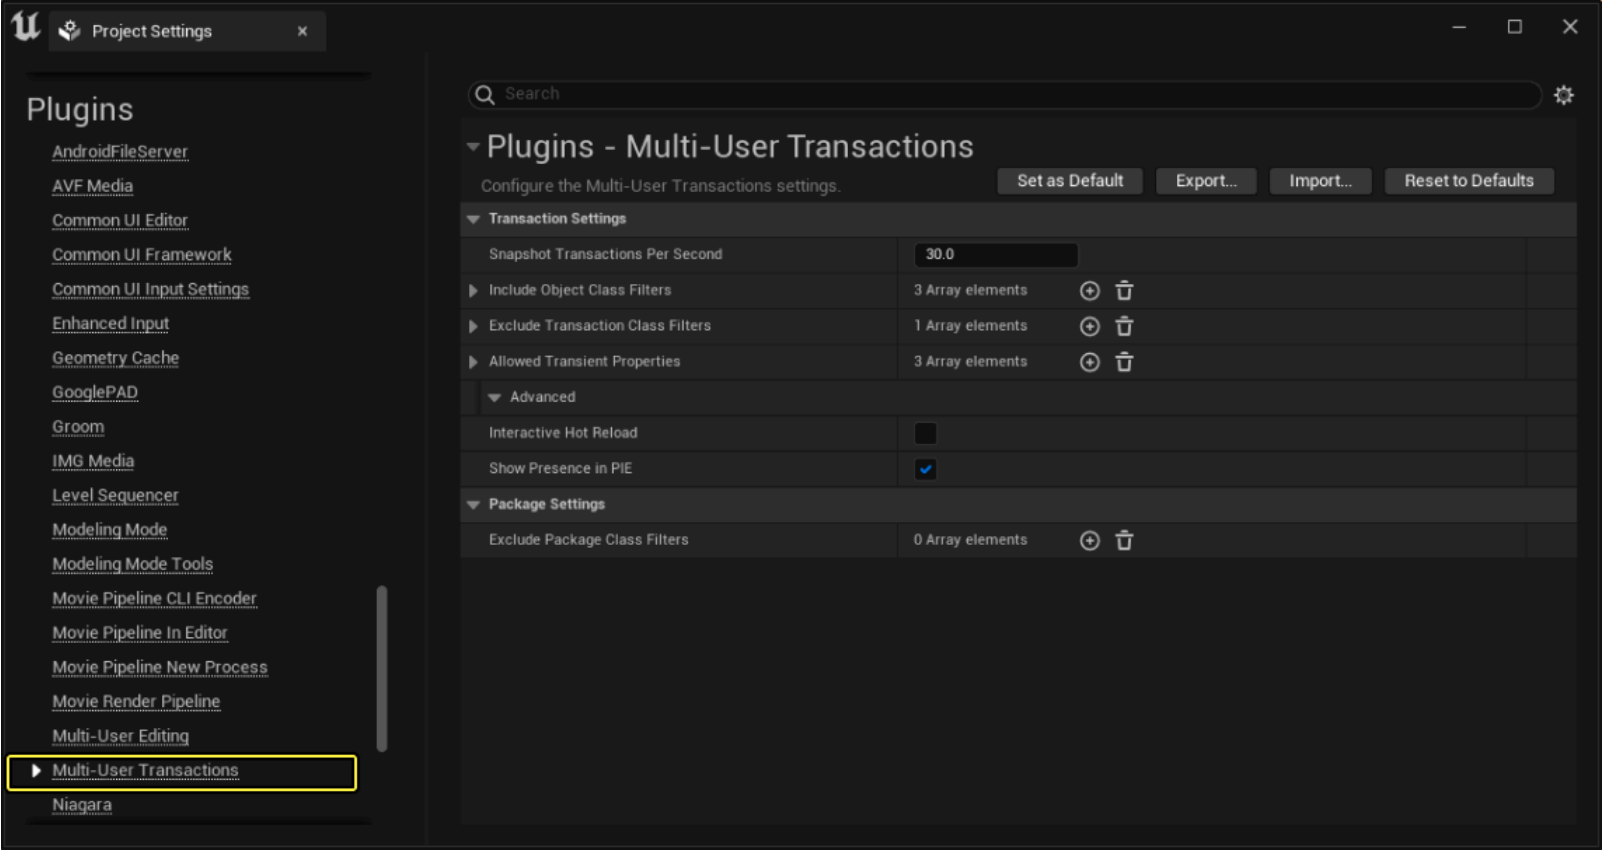 Project Settings
Plugins
AndroidFileServer
AVF Media
Common UI Editor
Common UI Framework
Common UI Input Settings
Enhanced Input
Geometry Cache
GooglePAD
Groom
IMG Media
Level Sequencer
Modeling Mode
Modeling Mode Tools
Movie Pipeline CLI Encoder
Movie Pipeline In Editor
Movie Pipeline New Process
Movie Render Pipeline
Multi-User Editing
Multi-User Transactions
Niagara
Search
Plugins - Multi-User Transactions
Configure the Multi-User Transactions settings.
Set as Default Export... Import... Reset to Defaults
Transaction Settings
Snapshot Transactions Per Second 30.0
Include Object Class Filters 3 Array elements
Exclude Transaction Class Filters 1 Array elements
Allowed Transient Properties 3 Array elements
Advanced
Interactive Hot Reload
Show Presence in PIE
Package Settings
Exclude Package Class Filters 0 Array elements